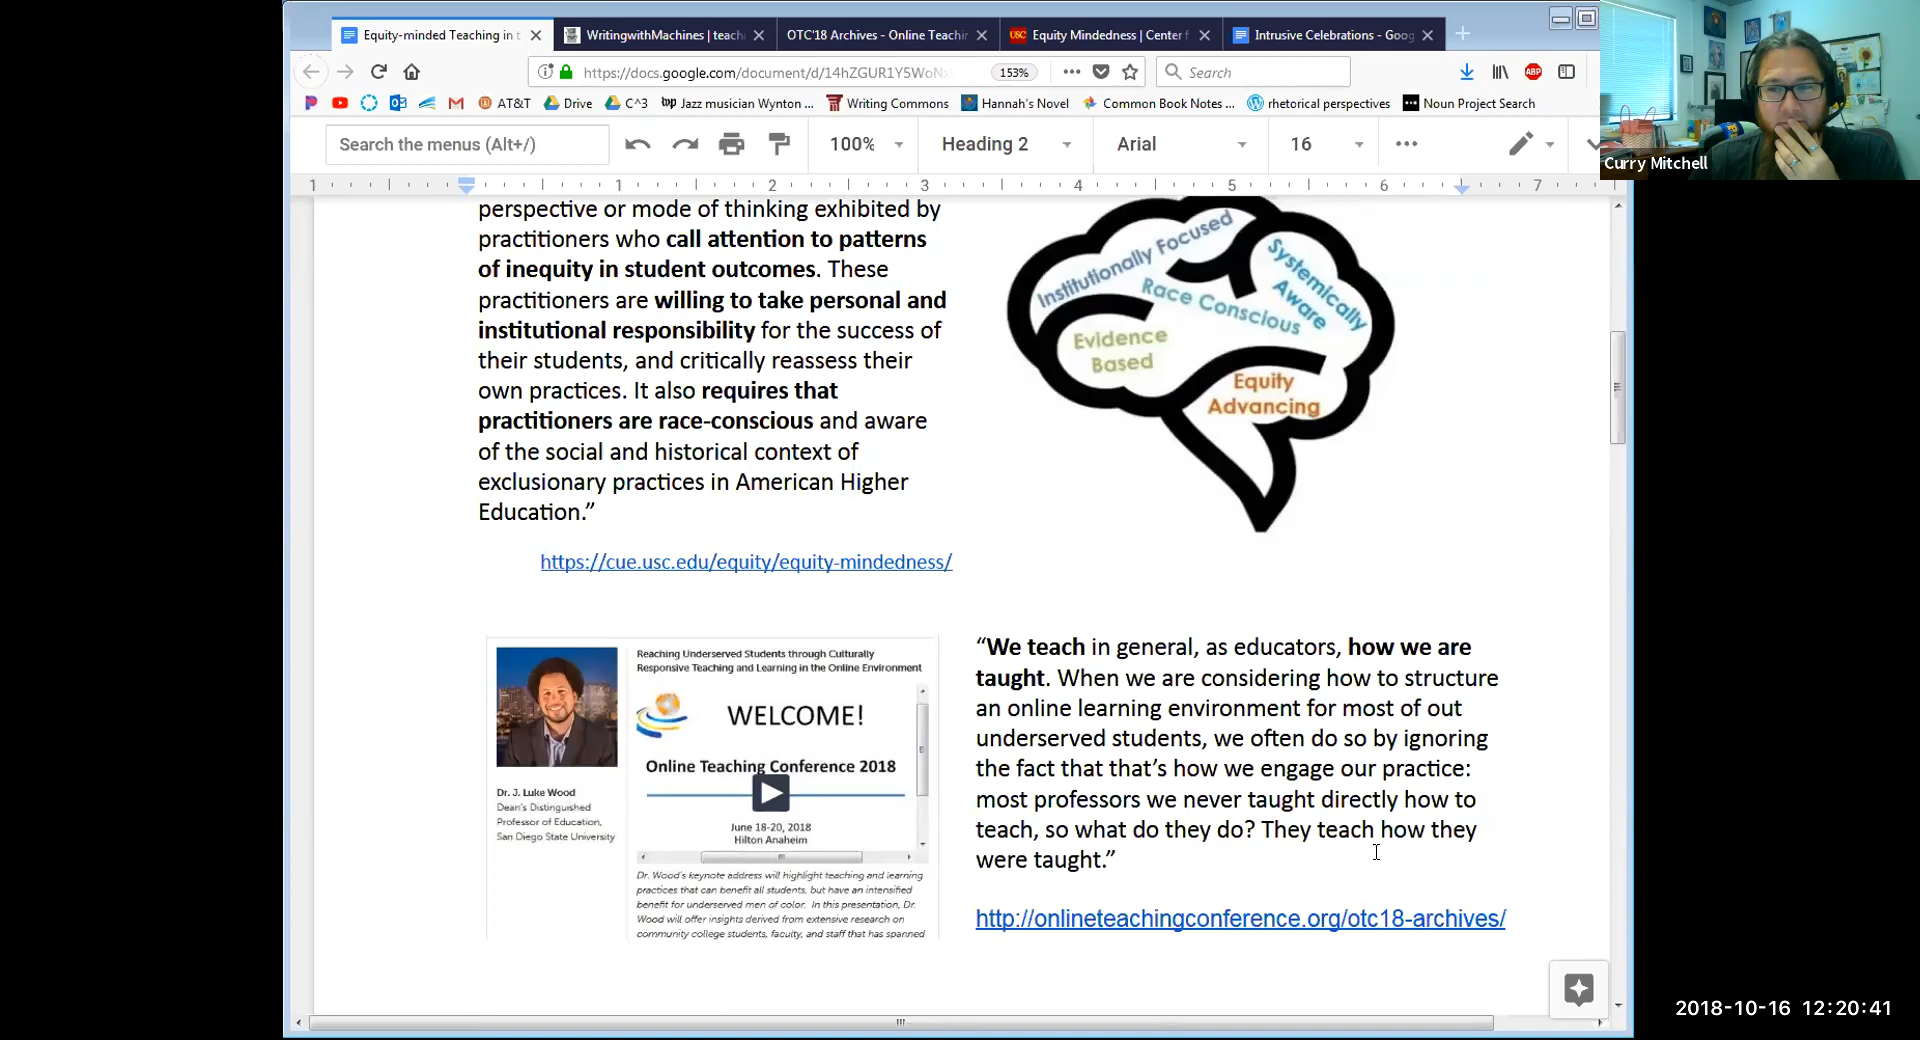 Equity-minded Teaching in t
WritingwithMachines | teach
OTC'18 Archives - Online Teachin
USC Equity Mindedness | Center f
Intrusive Celebrations - Goog
https://docs.google.com/document/d/14hZGUR1Y5WoNx
153%
Search
ABP
AT&T
Drive
C^3
wp Jazz musician Wynton ...
Writing Commons
Hannah's Novel
Common Book Notes ...
rhetorical perspectives
Noun Project Search
Curry Mitchell
Search the menus (Alt+/)
100%
Heading 2
Arial
16
1 1 2 3 4 5 6 7
perspective or mode of thinking exhibited by
practitioners who call attention to patterns
of inequity in student outcomes. These
practitioners are willing to take personal and
institutional responsibility for the success of
their students, and critically reassess their
own practices. It also requires that
practitioners are race-conscious and aware
of the social and historical context of
exclusionary practices in American Higher
Education.”
https://cue.usc.edu/equity/equity-mindedness/
Institutionally Focused
Systemically
Aware
Race Conscious
Evidence
Based
Equity
Advancing
Reaching Underserved Students through Culturally
Responsive Teaching and Learning in the Online Environment
WELCOME!
Online Teaching Conference 2018
June 18-20, 2018
Hilton Anaheim
Dr. J. Luke Wood
Dean's Distinguished
Professor of Education,
San Diego State University
Dr. Wood's keynote address will highlight teaching and learning
practices that can benefit all students, but have an intensified
benefit for underserved men of color. In this presentation, Dr.
Wood will offer insights derived from extensive research on
community college students, faculty, and staff that has spanned
“We teach in general, as educators, how we are
taught. When we are considering how to structure
an online learning environment for most of out
underserved students, we often do so by ignoring
the fact that that’s how we engage our practice:
most professors we never taught directly how to
teach, so what do they do? They teach how they
were taught.”
http://onlineteachingconference.org/otc18-archives/
2018-10-16 12:20:41